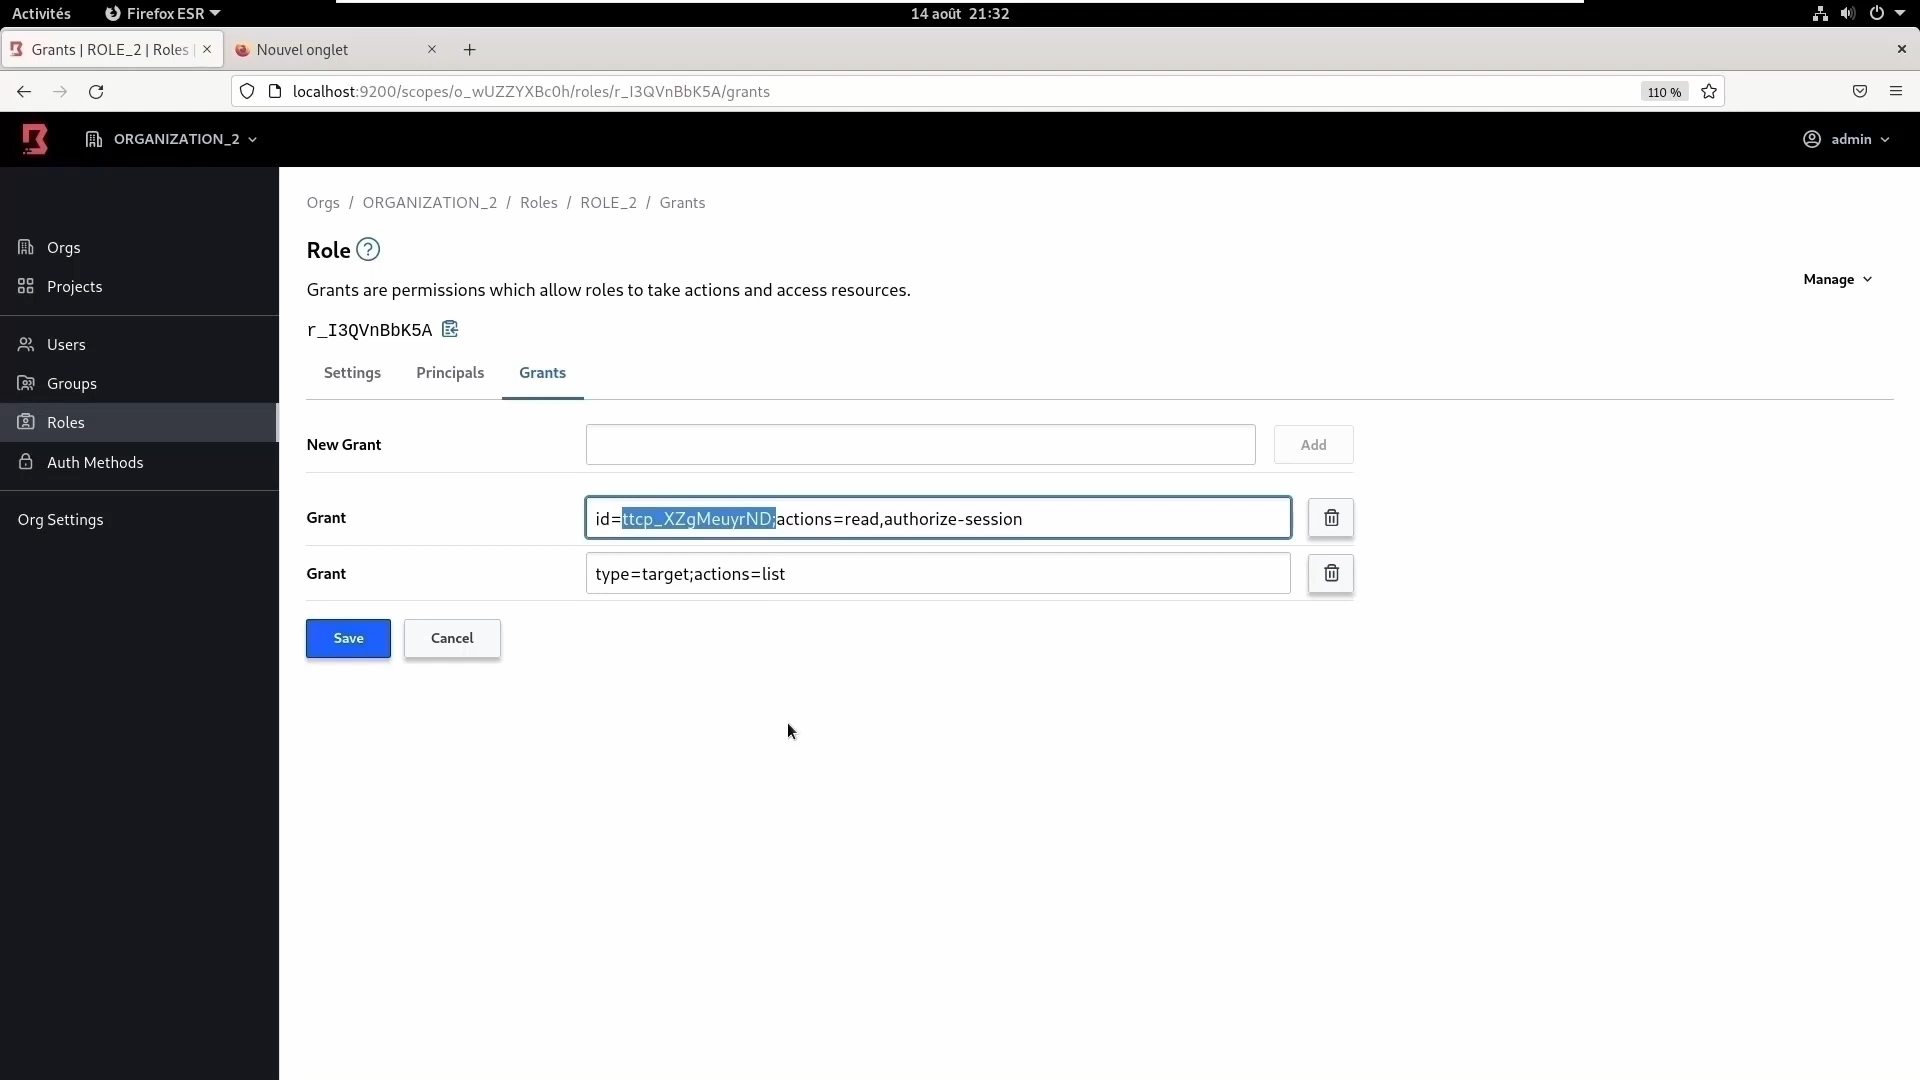 Activités
Firefox ESR
14 août 21:32
Grants | ROLE_2 | Roles
Nouvel onglet
localhost:9200/scopes/o_wUZZYXBc0h/roles/r_I3QVnBbK5A/grants
110 %
ORGANIZATION_2
admin
Orgs
Projects
Users
Groups
Roles
Auth Methods
Org Settings
Orgs / ORGANIZATION_2 / Roles / ROLE_2 / Grants
Role ?
Grants are permissions which allow roles to take actions and access resources.
Manage
r_I3QVnBbK5A
Settings
Principals
Grants
New Grant
Add
Grant
id=ttcp_XZgMeuyrND;actions=read,authorize-session
Grant
type=target;actions=list
Save
Cancel